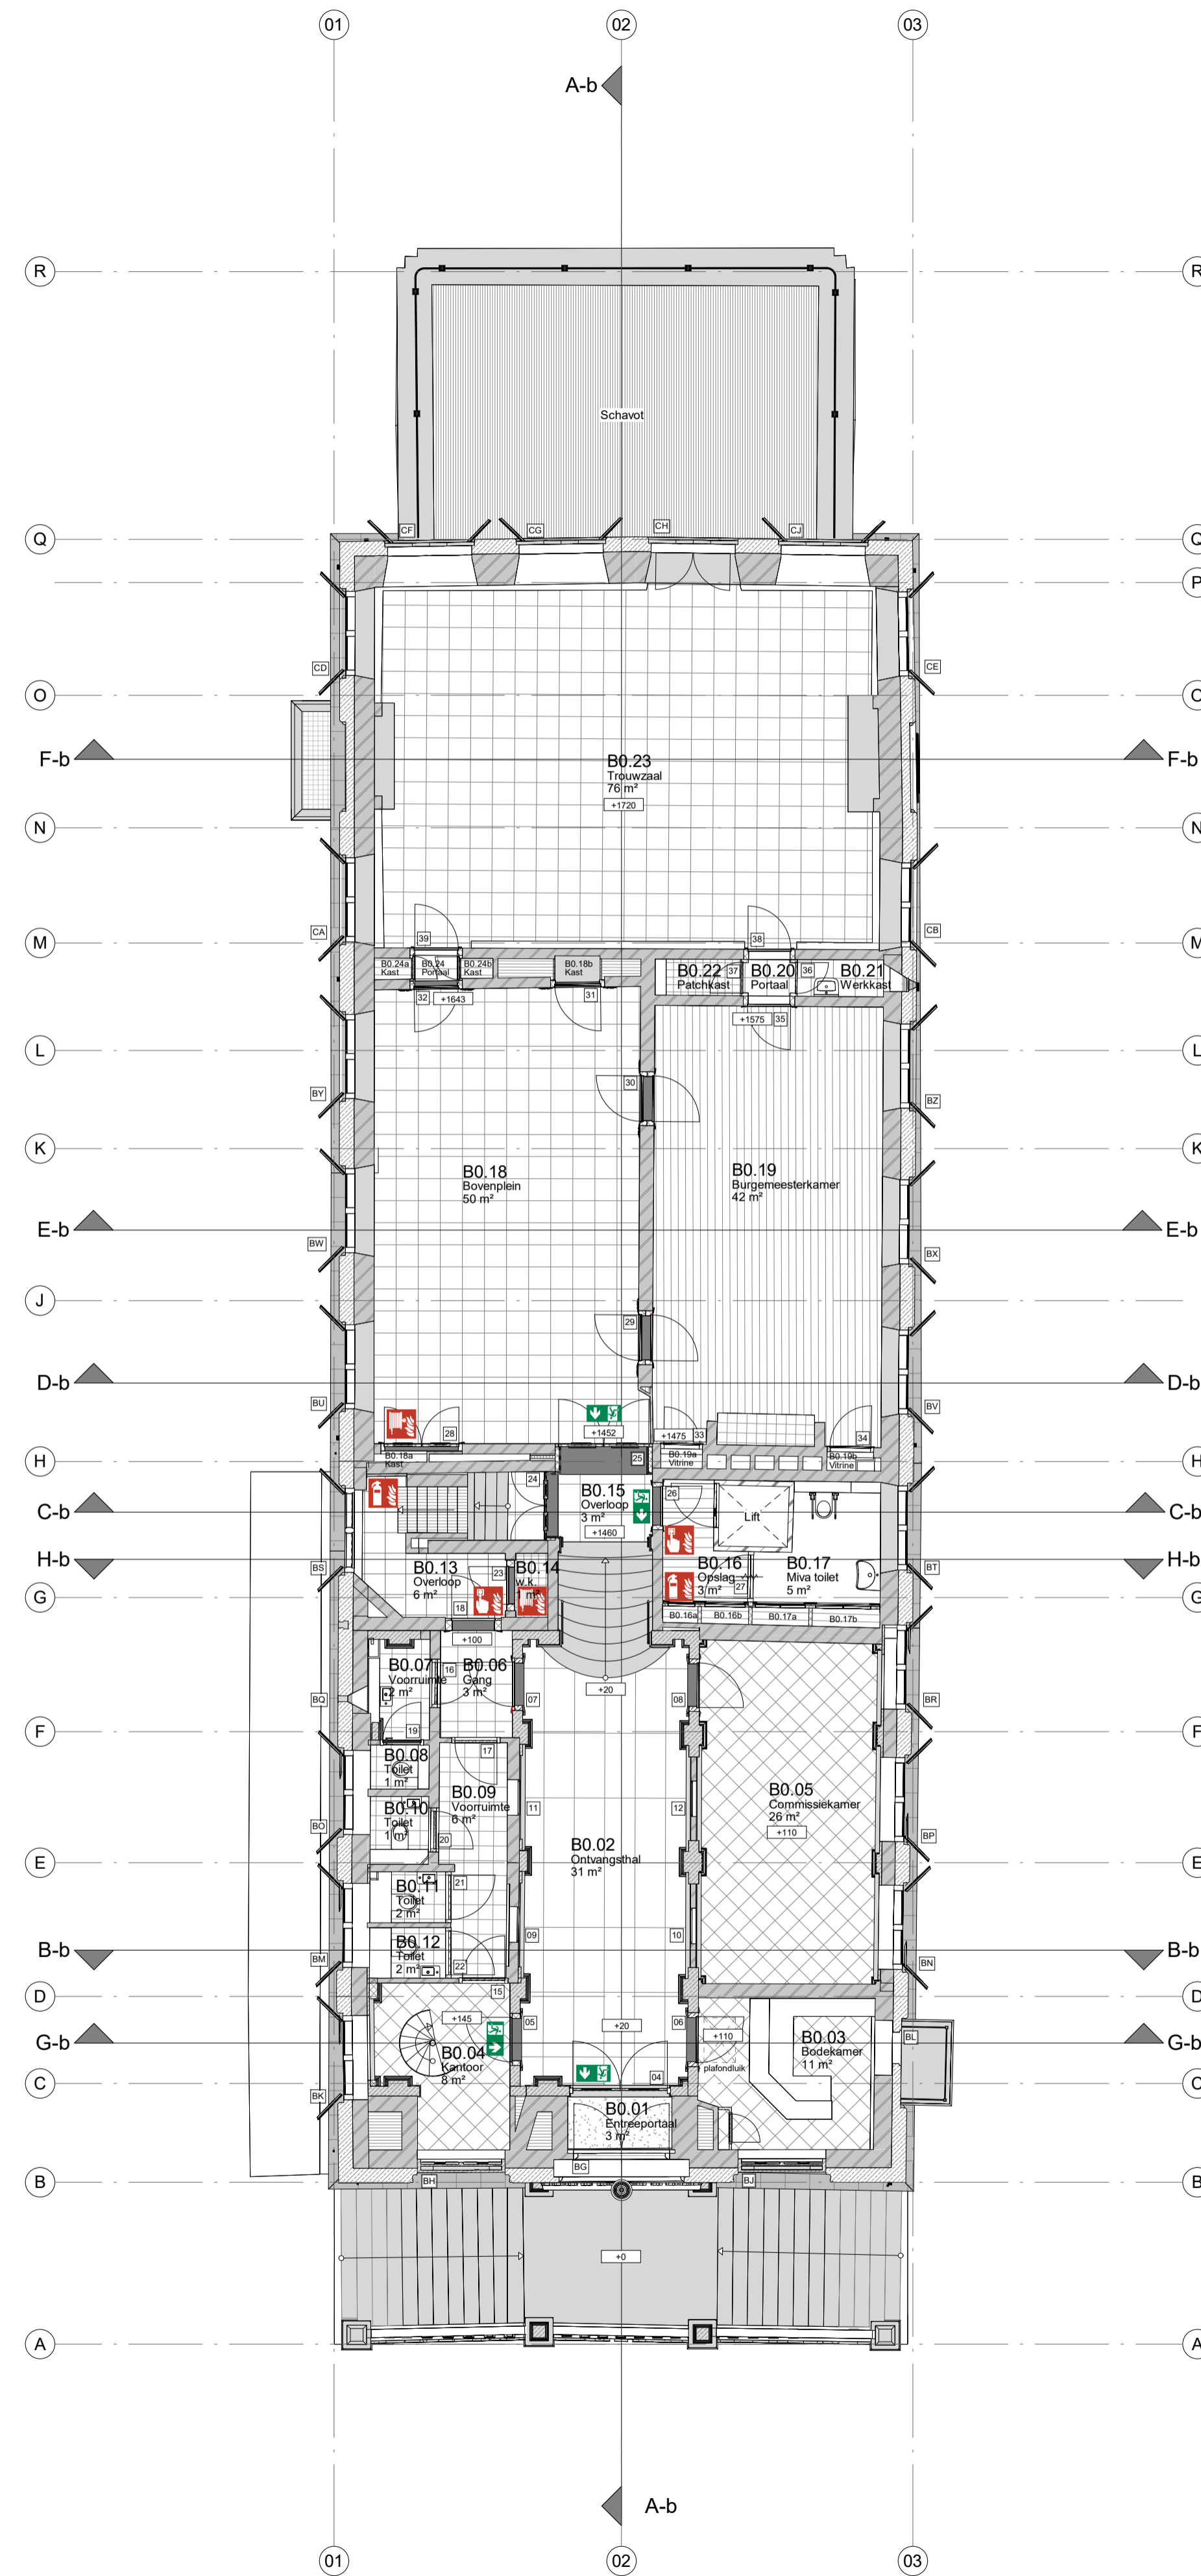 01 02 03
A-b
R R
Schavot
CF CG CH CJ
Q Q
P
CD CE
O O
F-b F-b
B0.23
Trouwzaal
76 m²
+1720
N N
CA CB
39 38
M M
B0.24a
Kast
B0.24
Portaal
B0.24b
Kast
B0.18b
Kast
B0.22
Patchkast
37
B0.20
Portaal
36
B0.21
Werkkast
32 +1643 31
+1575 35
L L
30
BY BZ
K K
B0.18
Bovenplein
50 m²
B0.19
Burgemeesterkamer
42 m²
E-b E-b
BW BX
J
29
D-b D-b
BU BV
28 +1452 +1475 33 34
H H
B0.18a
Kast
25
B0.19a
Vitrine
B0.19b
Vitrine
24
B0.15
Overloop
3 m²
+1460
26
Lift
C-b C-b
H-b H-b
BS BT
B0.13
Overloop
6 m²
23
B0.14
w.k.
B0.16
Opslag
3 m²
27
B0.17
Miva toilet
5 m²
18
G G
B0.16a B0.16b B0.17a B0.17b
+100
B0.07
Voorruimte
2 m²
16
B0.06
Gang
3 m²
+20
07 08
BQ BR
19
F F
17
B0.08
Toilet
1 m²
B0.09
Voorruimte
6 m²
B0.10
Toilet
1 m²
20
11 12
B0.05
Commissiekamer
26 m²
+110
BO BP
B0.02
Ontvangsthal
31 m²
E E
B0.11
Toilet
2 m²
21
09 10
B0.12
Toilet
2 m²
22
B-b B-b
BM BN
D D
15
+145 05 +20 06 +110
G-b G-b
BL
B0.04
Kantoor
8 m²
B0.03
Bodekamer
11 m²
plafondluik
04
C C
BK
B0.01
Entreeportaal
3 m²
BG
BH BJ
B B
+0
A A
A-b
01 02 03